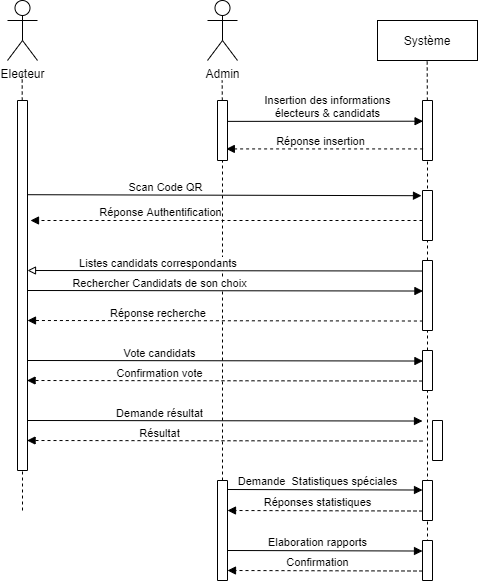 Electeur
Admin
Système
Insertion des informations
électeurs & candidats
Réponse insertion
Scan Code QR
Réponse Authentification
Listes candidats correspondants
Rechercher Candidats de son choix
Réponse recherche
Vote candidats
Confirmation vote
Demande résultat
Résultat
Demande Statistiques spéciales
Réponses statistiques
Elaboration rapports
Confirmation